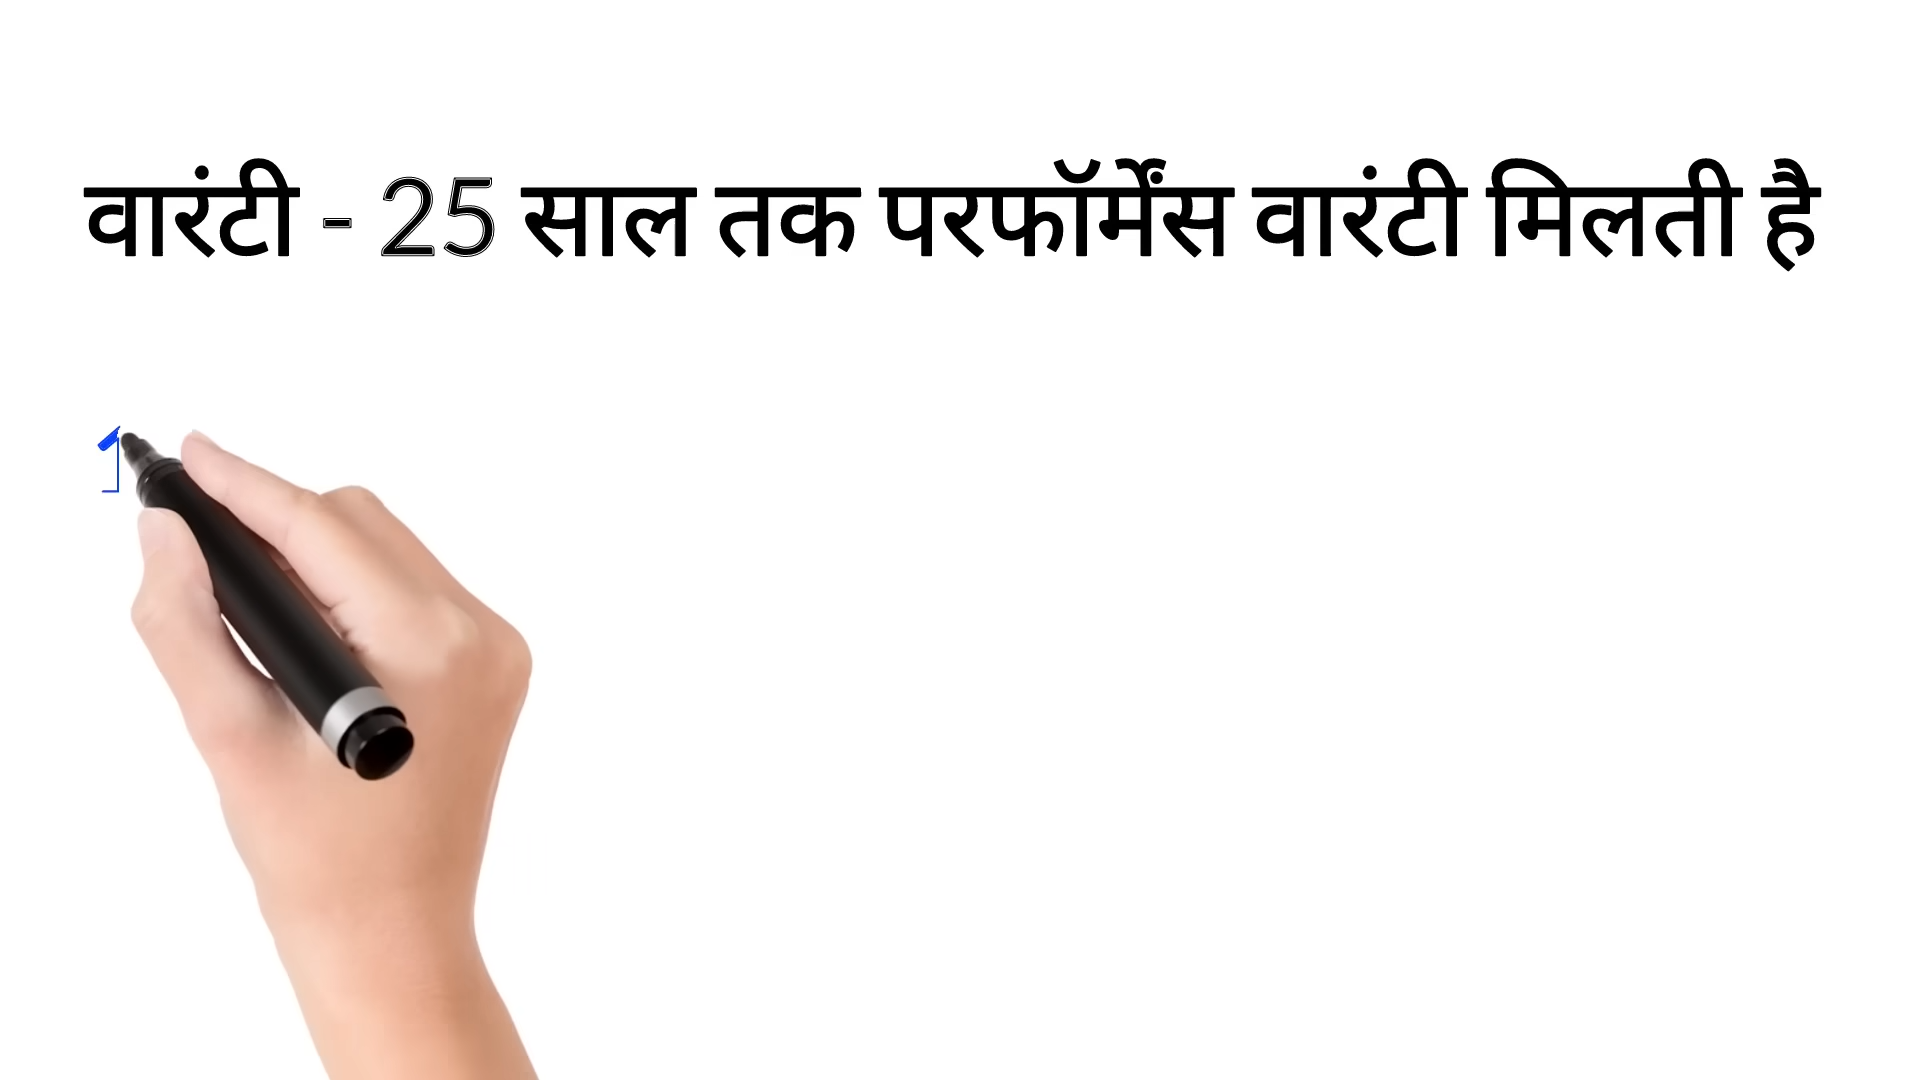 वारंटी - 25 साल तक परफॉर्मेंस वारंटी मिलती है